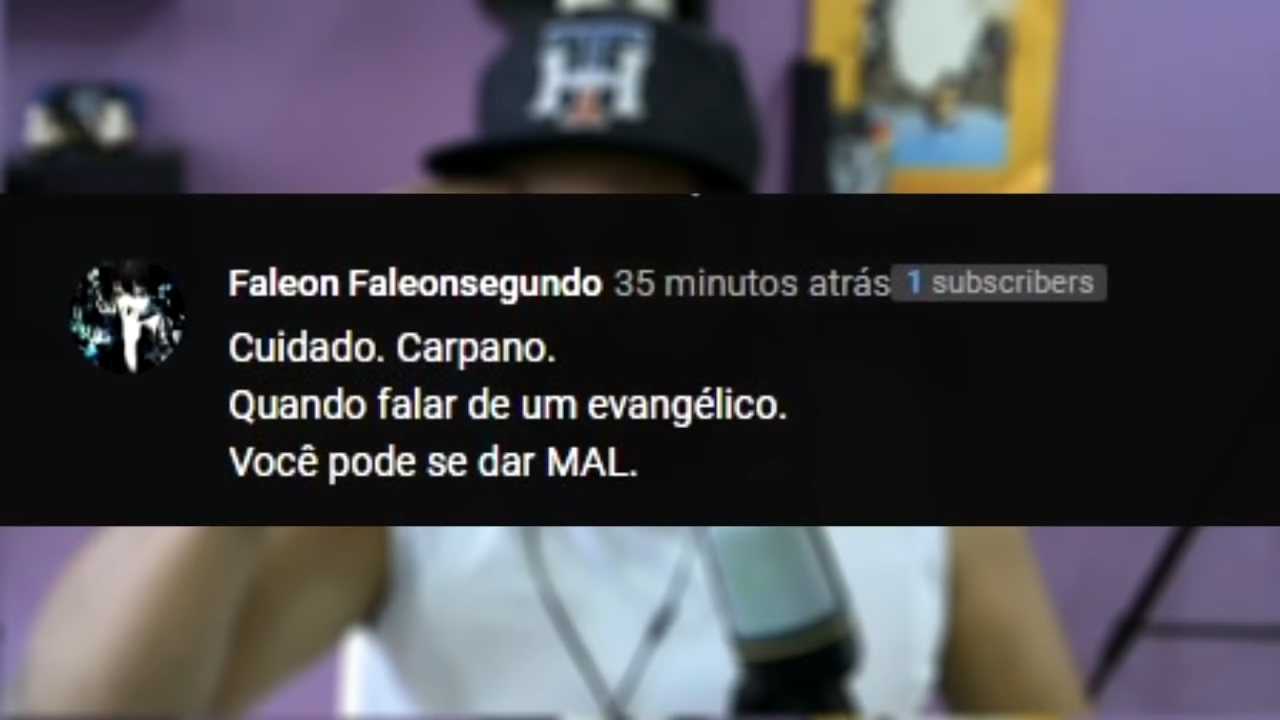 Faleon Faleonsegundo 35 minutos atrás 1 subscribers
Cuidado. Carpano.
Quando falar de um evangélico.
Você pode se dar MAL.